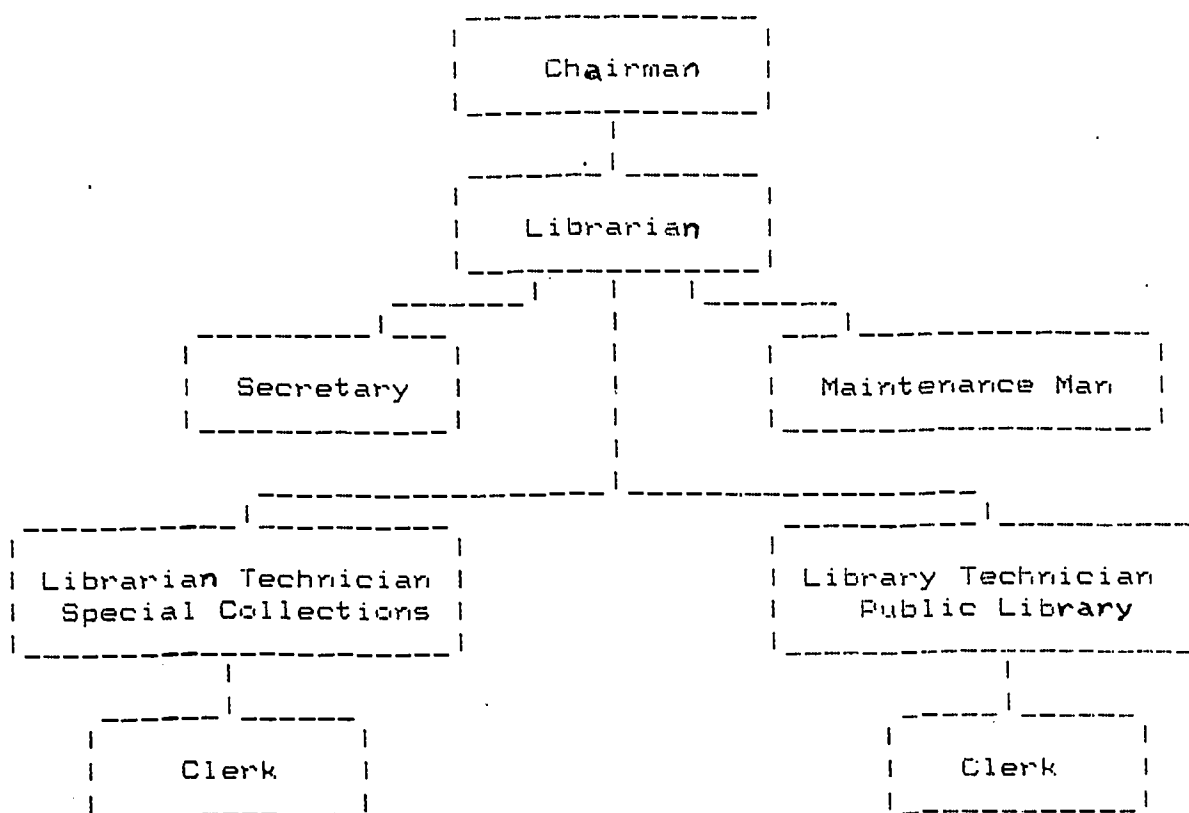 Chairman
Librarian
Secretary
Maintenance Man
Librarian Technician
Special Collections
Library Technician
Public Library
Clerk
Clerk